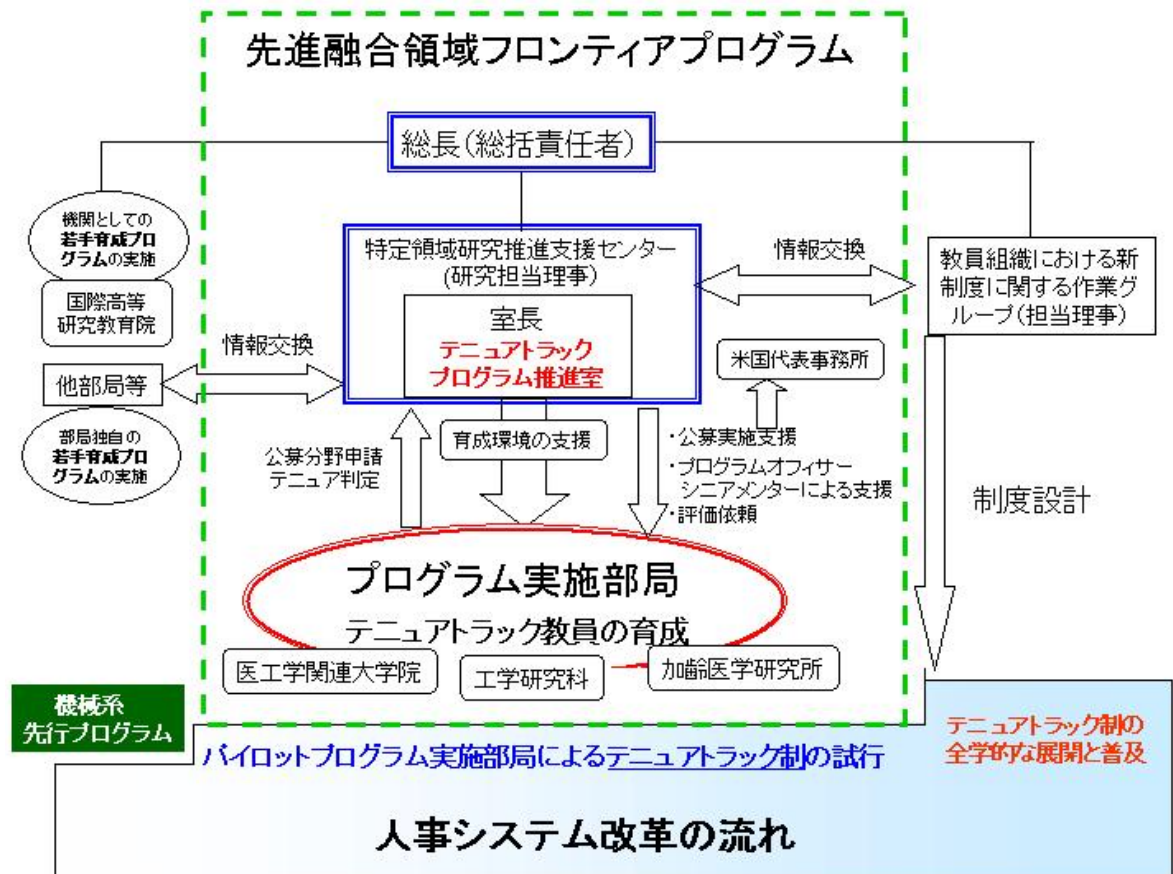 先進融合領域フロンティアプログラム
総長(総括責任者)
機関としての
若手育成プロ
グラムの実施
国際高等
研究教育院
情報交換
他部局等
部局独自の
若手育成プロ
グラムの実施
特定領域研究推進支援センター
(研究担当理事)
室長
テニュアトラック
プログラム推進室
情報交換
教員組織における新
制度に関する作業グ
ループ(担当理事)
米国代表事務所
公募分野申請
テニュア判定
育成環境の支援
・公募実施支援
・プログラムオフィサー
シニアメンターによる支援
・評価依頼
制度設計
プログラム実施部局
テニュアトラック教員の育成
医工学関連大学院
工学研究科
加齢医学研究所
機械系
先行プログラム
パイロットプログラム実施部局によるテニュアトラック制の試行
テニュアトラック制の
全学的な展開と普及
人事システム改革の流れ